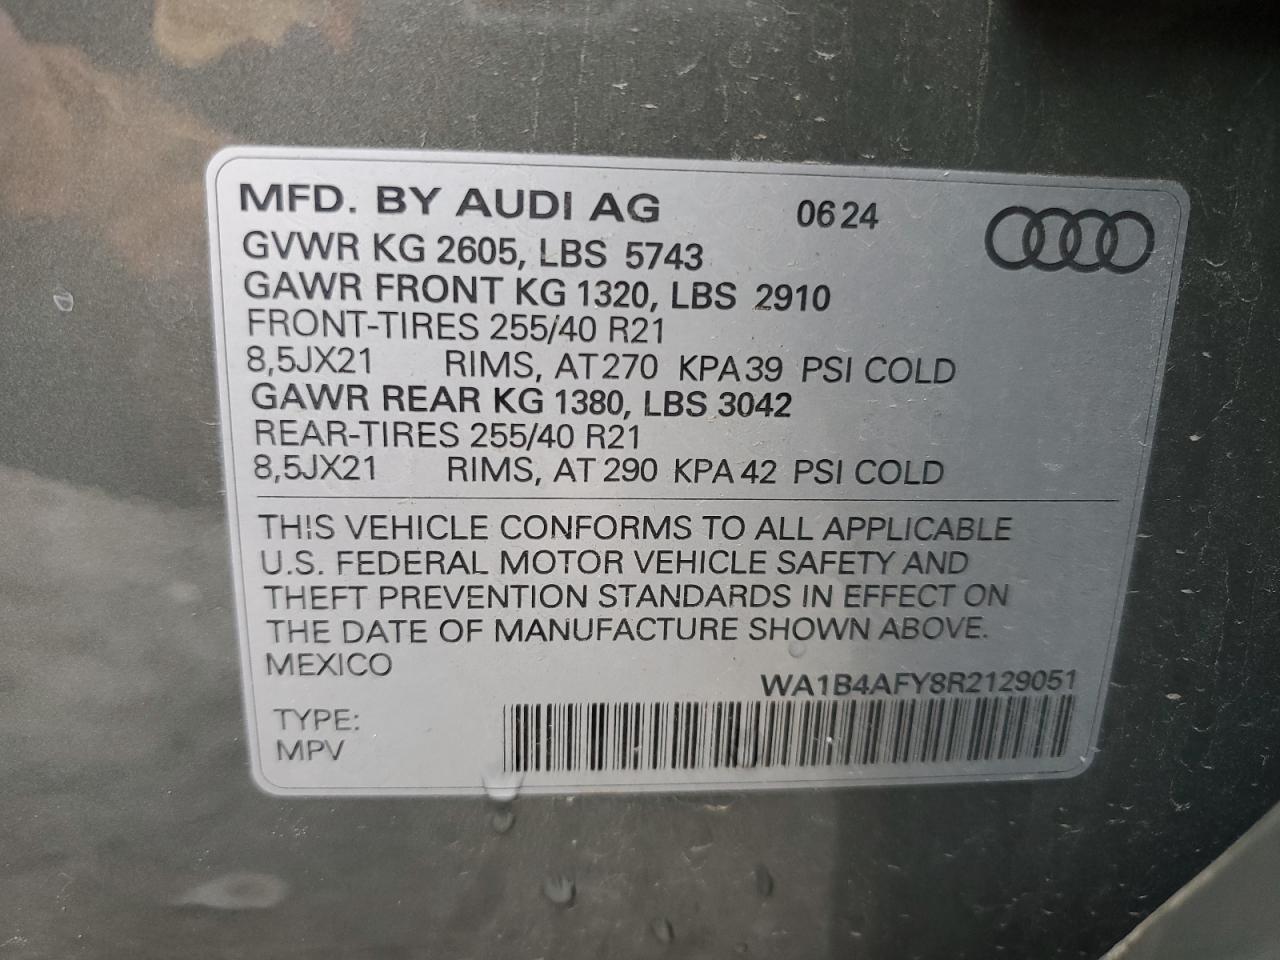 MFD. BY AUDI AG 06 24
GVWR KG 2605, LBS 5743
GAWR FRONT KG 1320, LBS 2910
FRONT-TIRES 255/40 R21
8,5JX21 RIMS, AT 270 KPA 39 PSI COLD
GAWR REAR KG 1380, LBS 3042
REAR-TIRES 255/40 R21
8,5JX21 RIMS, AT 290 KPA 42 PSI COLD
THIS VEHICLE CONFORMS TO ALL APPLICABLE
U.S. FEDERAL MOTOR VEHICLE SAFETY AND
THEFT PREVENTION STANDARDS IN EFFECT ON
THE DATE OF MANUFACTURE SHOWN ABOVE.
MEXICO
WA1B4AFY8R2129051
TYPE:
MPV